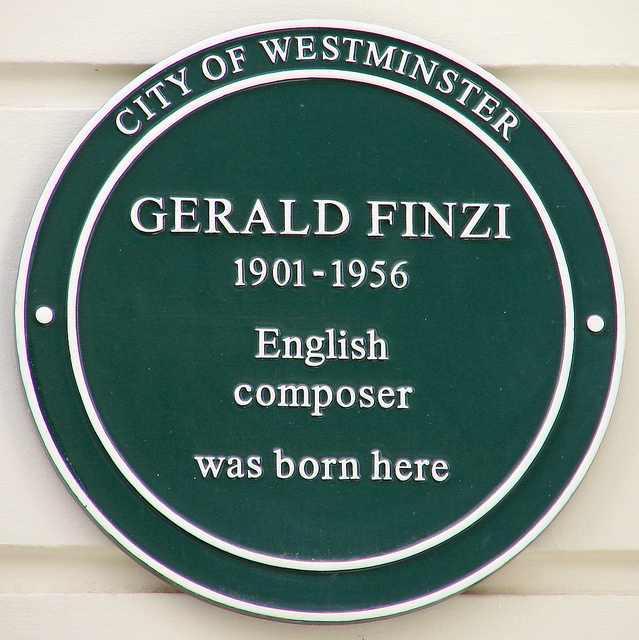 CITY OF WESTMINSTER
GERALD FINZI
1901-1956
English
composer
was born here